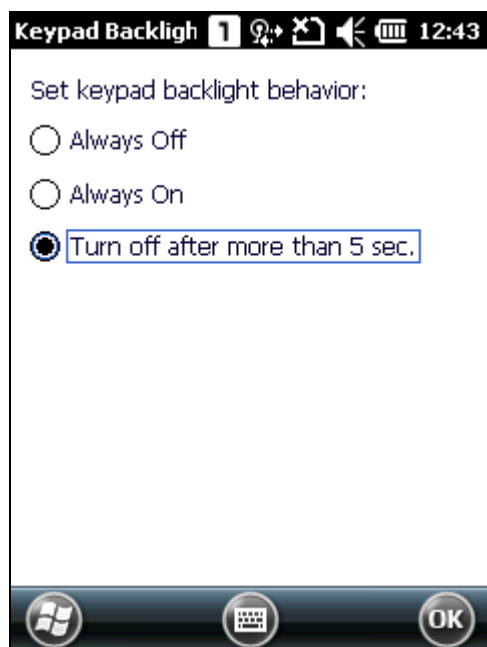 Keypad Backligh 1 12:43
Set keypad backlight behavior:
Always Off
Always On
Turn off after more than 5 sec.
OK